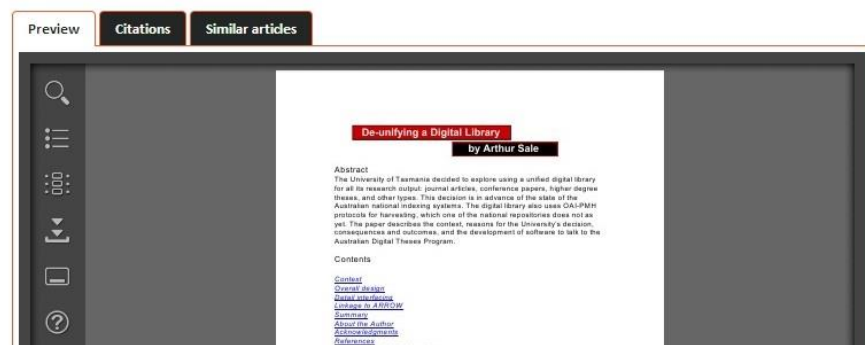 Preview Citations Similar articles
De-unifying a Digital Library
by Arthur Sale
Abstract
The University of Tasmania decided to explore using a unified digital library
for all its research output: journal articles, conference papers, higher degree
theses, and other types. This decision is in advance of the state of the
Australian national indexing systems. The digital library also uses OAI-PMH
protocols for harvesting, which one of the national repositories does not as
yet. The paper describes the context, reasons for the University's decision,
consequences and outcomes, and the development of software to talk to the
Australian Digital Theses Program.
Contents
Context
Overall design
Detail interfacing
Linkage to ARROW
Summary
About the Author
Acknowledgments
References